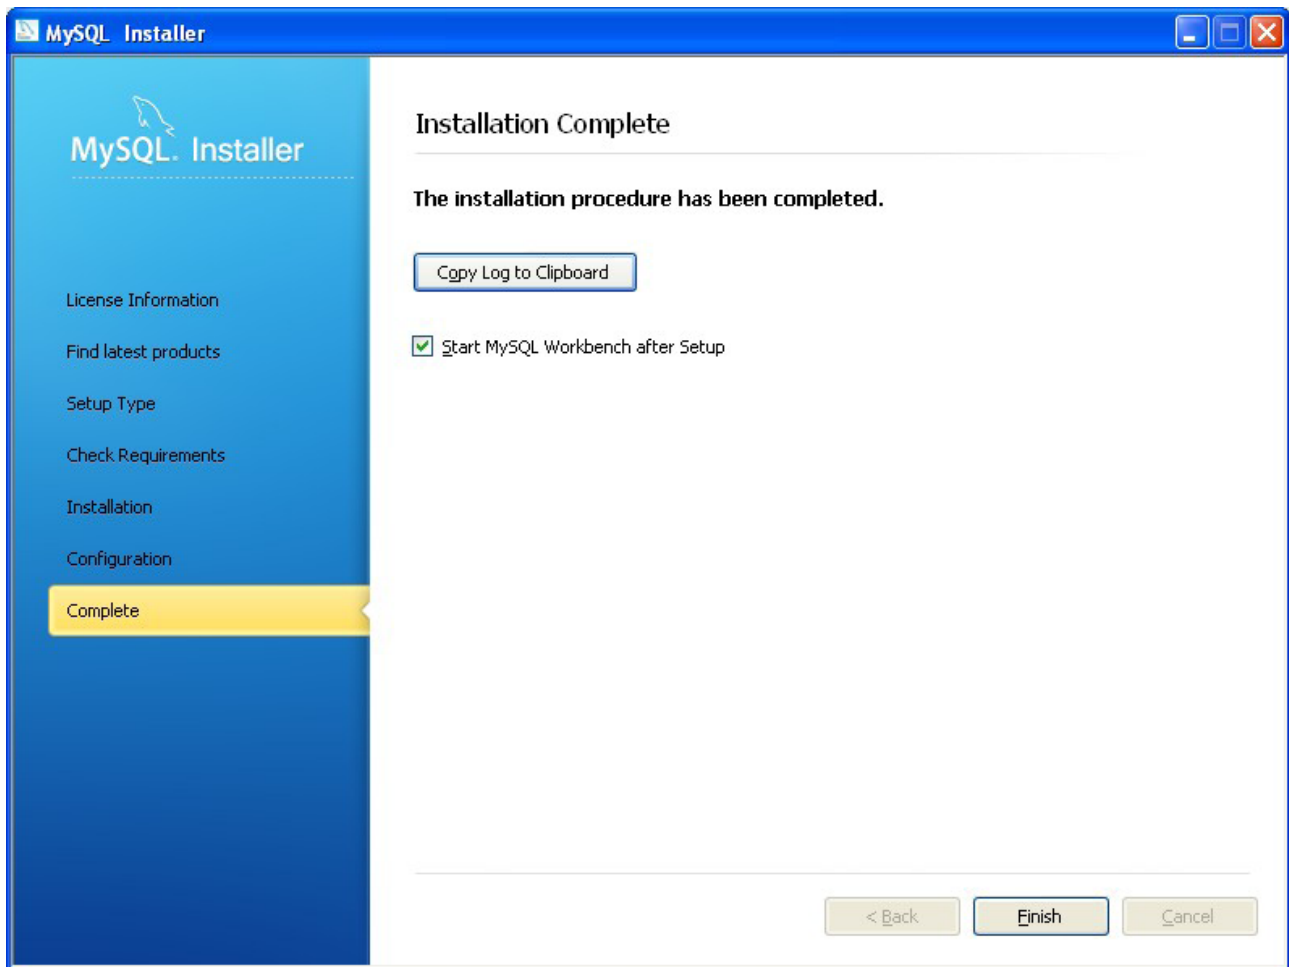 MySQL Installer
MySQL. Installer
License Information
Find latest products
Setup Type
Check Requirements
Installation
Configuration
Complete
Installation Complete
The installation procedure has been completed.
Copy Log to Clipboard
Start MySQL Workbench after Setup
< Back
Finish
Cancel